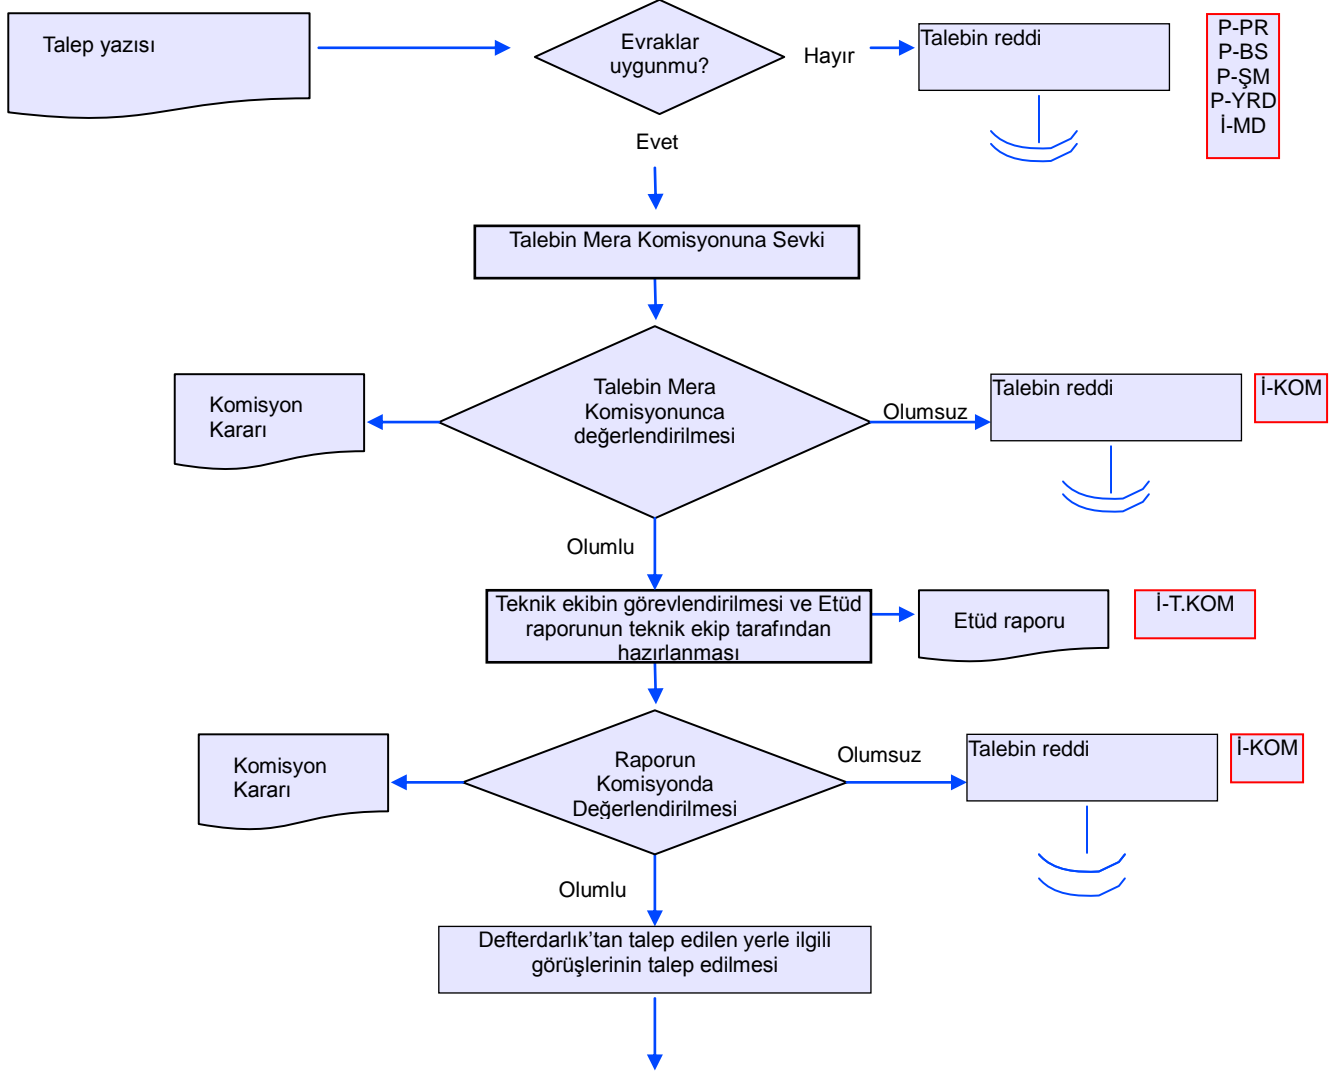 Talep yazısı
Evraklar
uygunmu?
Hayır
Talebin reddi
P-PR
P-BS
P-ŞM
P-YRD
İ-MD
Evet
Talebin Mera Komisyonuna Sevki
Komisyon
Kararı
Talebin Mera
Komisyonunca
değerlendirilmesi
Olumsuz
Talebin reddi
İ-KOM
Olumlu
Teknik ekibin görevlendirilmesi ve Etüd
raporunun teknik ekip tarafından
hazırlanması
Etüd raporu
İ-T.KOM
Komisyon
Kararı
Raporun
Komisyonda
Değerlendirilmesi
Olumsuz
Talebin reddi
İ-KOM
Olumlu
Defterdarlık’tan talep edilen yerle ilgili
görüşlerinin talep edilmesi